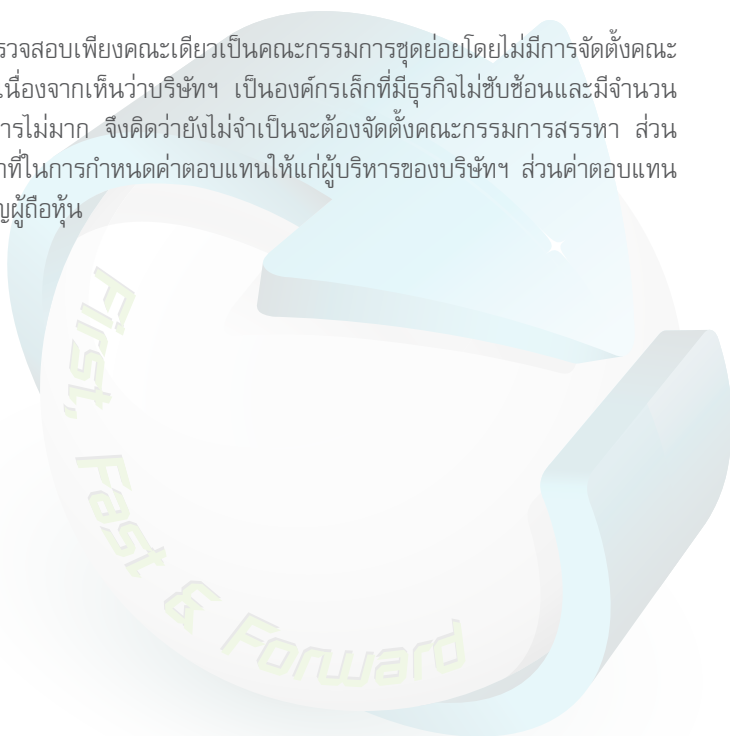 รวจสอบเพียงคณะเดียวเป็นคณะกรรมการชุดย่อยโดยไม่มีการจัดตั้งคณะ
นื่องจากเห็นว่าบริษัทฯ เป็นองค์กรเล็กที่มีธุรกิจไม่ซับซ้อนและมีจำนวน
ารไม่มาก จึงคิดว่ายังไม่จำเป็นจะต้องจัดตั้งคณะกรรมการสรรหา ส่วน
าที่ในการกำหนดค่าตอบแทนให้แก่ผู้บริหารของบริษัทฯ ส่วนค่าตอบแทน
ญผู้ถือหุ้น
First, Fast & Forward